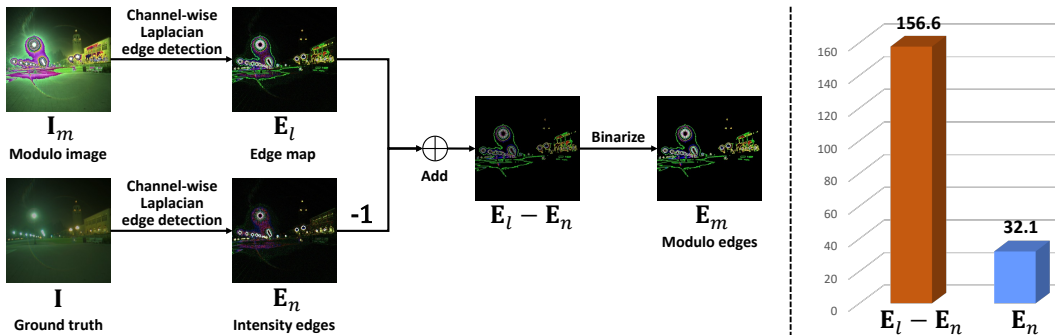 Channel-wise
Laplacian
edge detection
I_m
Modulo image
E_l
Edge map
Channel-wise
Laplacian
edge detection
-1
I
Ground truth
E_n
Intensity edges
Add
E_l − E_n
Binarize
E_m
Modulo edges
156.6
160
140
120
100
80
60
40
20
0
32.1
E_l − E_n
E_n